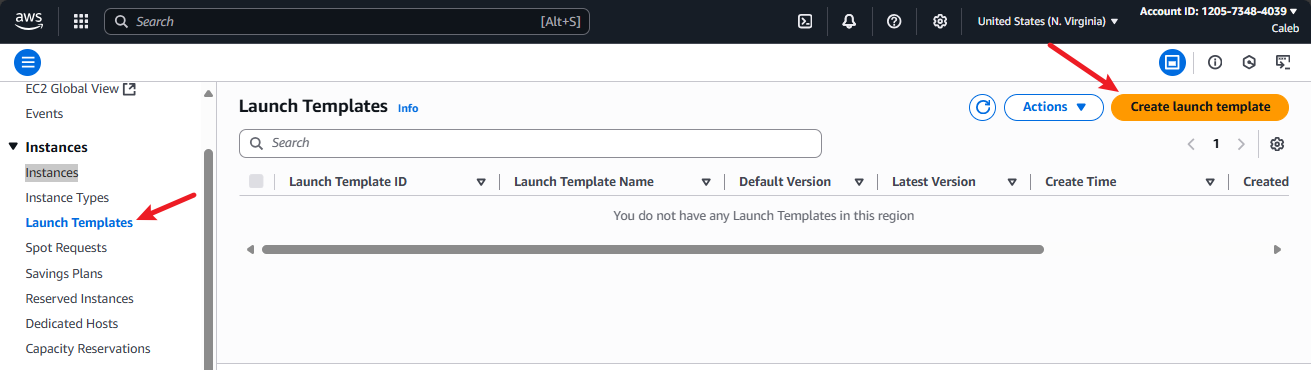 aws
Search [Alt+S]
United States (N. Virginia)
Account ID: 1205-7348-4039
Caleb
EC2 Global View
Events
Instances
Instances
Instance Types
Launch Templates
Spot Requests
Savings Plans
Reserved Instances
Dedicated Hosts
Capacity Reservations
Launch Templates Info
Actions
Create launch template
Search
1
Launch Template ID Launch Template Name Default Version Latest Version Create Time Created
You do not have any Launch Templates in this region